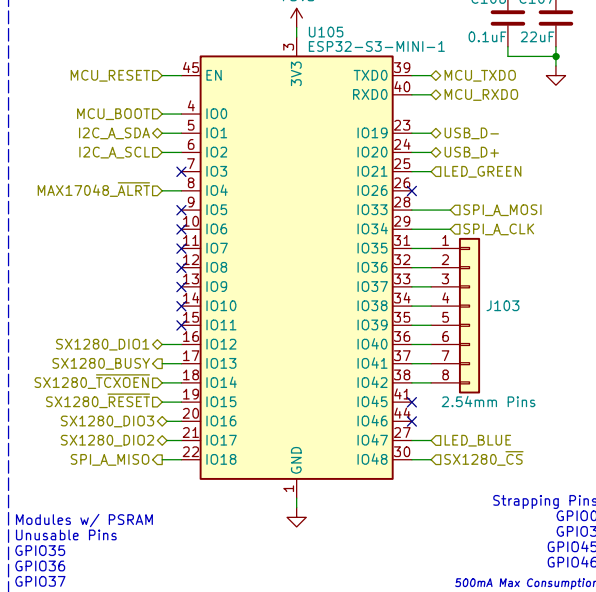 0.1uF
22uF
U105
ESP32-S3-MINI-1
3
3V3
MCU_RESET 45 EN
MCU_BOOT 4 IO0
I2C_A_SDA 5 IO1
I2C_A_SCL 6 IO2
7 IO3
MAX17048_ALRT 8 IO4
9 IO5
10 IO6
11 IO7
12 IO8
13 IO9
14 IO10
15 IO11
SX1280_DIO1 16 IO12
SX1280_BUSY 17 IO13
SX1280_TCXOEN 18 IO14
SX1280_RESET 19 IO15
SX1280_DIO3 20 IO16
SX1280_DIO2 21 IO17
SPI_A_MISO 22 IO18
TXD0 39 MCU_TXD0
RXD0 40 MCU_RXD0
IO19 23 USB_D-
IO20 24 USB_D+
IO21 25 LED_GREEN
IO26 26
IO33 28 SPI_A_MOSI
IO34 29 SPI_A_CLK
IO35 31 1
IO36 32 2
IO37 33 3
IO38 34 4
IO39 35 5
IO40 36 6
IO41 37 7
IO42 38 8
IO45 41
IO46 44
IO47 27 LED_BLUE
IO48 30 SX1280_CS
J103
2.54mm Pins
GND
1
Modules w/ PSRAM
Unusable Pins
GPIO35
GPIO36
GPIO37
Strapping Pins
GPIO0
GPIO3
GPIO45
GPIO46
500mA Max Consumption